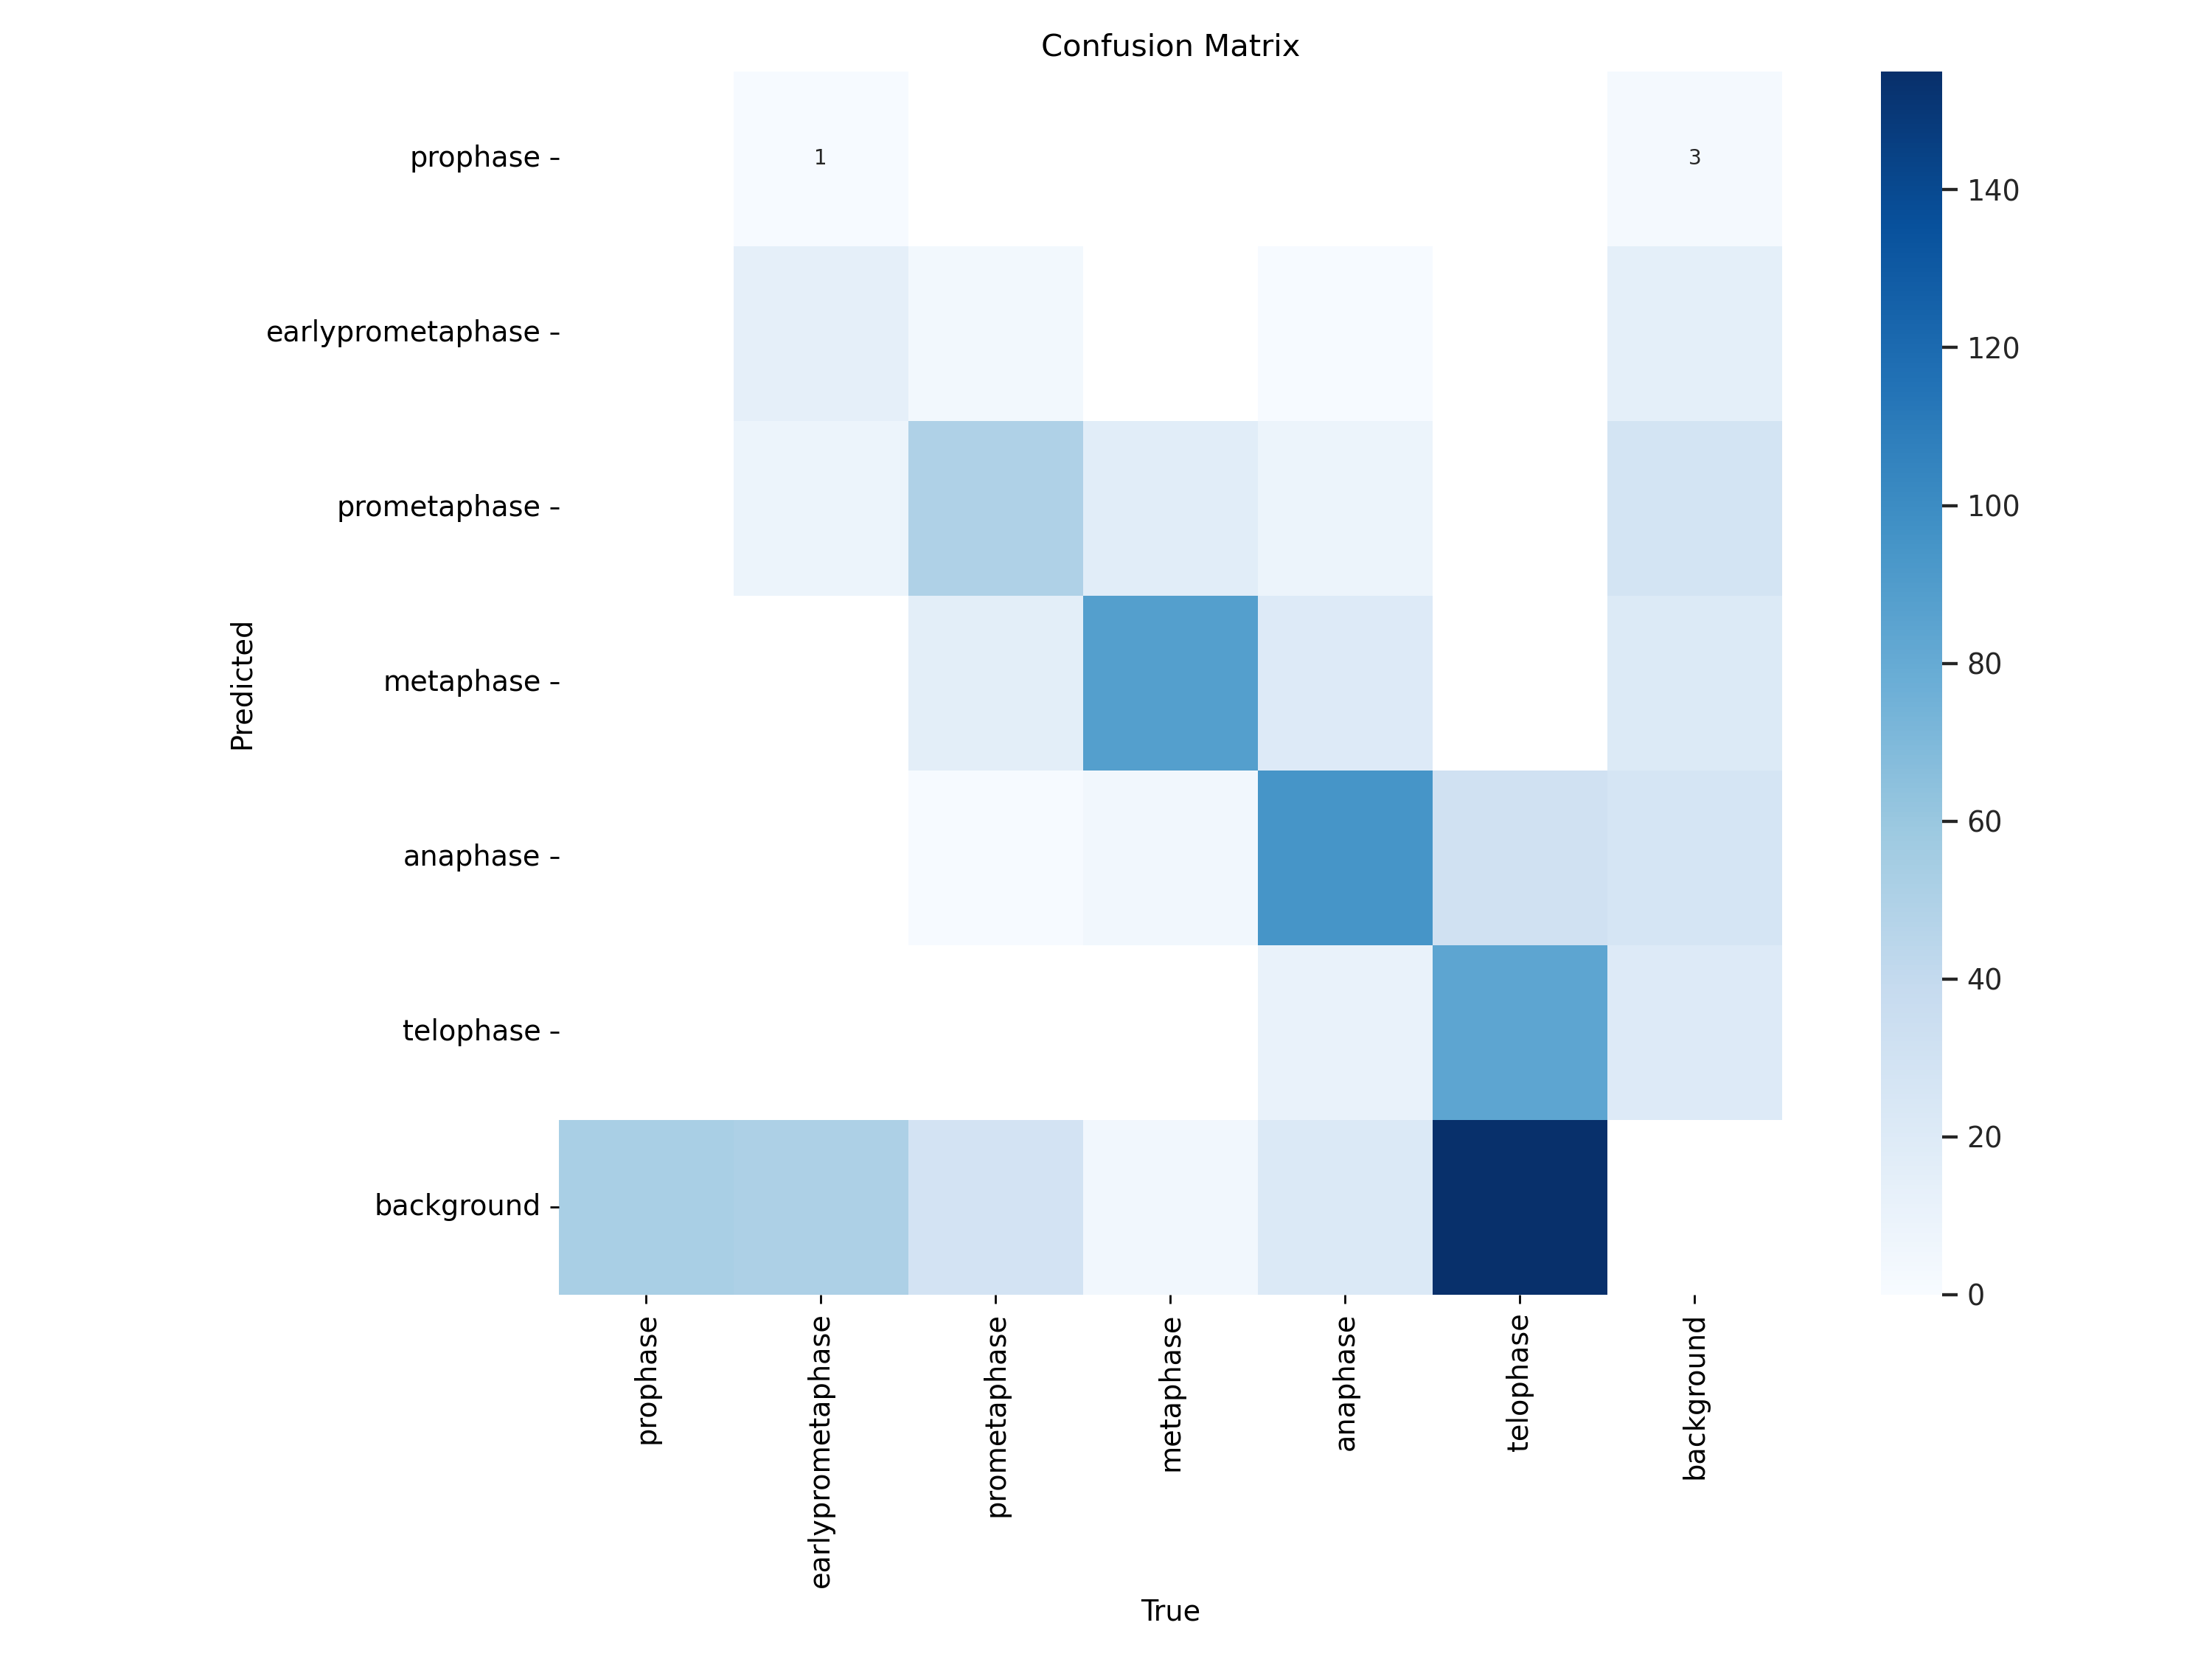 Confusion Matrix
prophase
1
3
earlyprometaphase
prometaphase
metaphase
anaphase
telophase
background
Predicted
prophase
earlyprometaphase
prometaphase
metaphase
anaphase
telophase
background
True
140
120
100
80
60
40
20
0